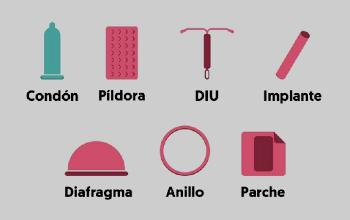 Condón Píldora DIU Implante
Diafragma Anillo Parche